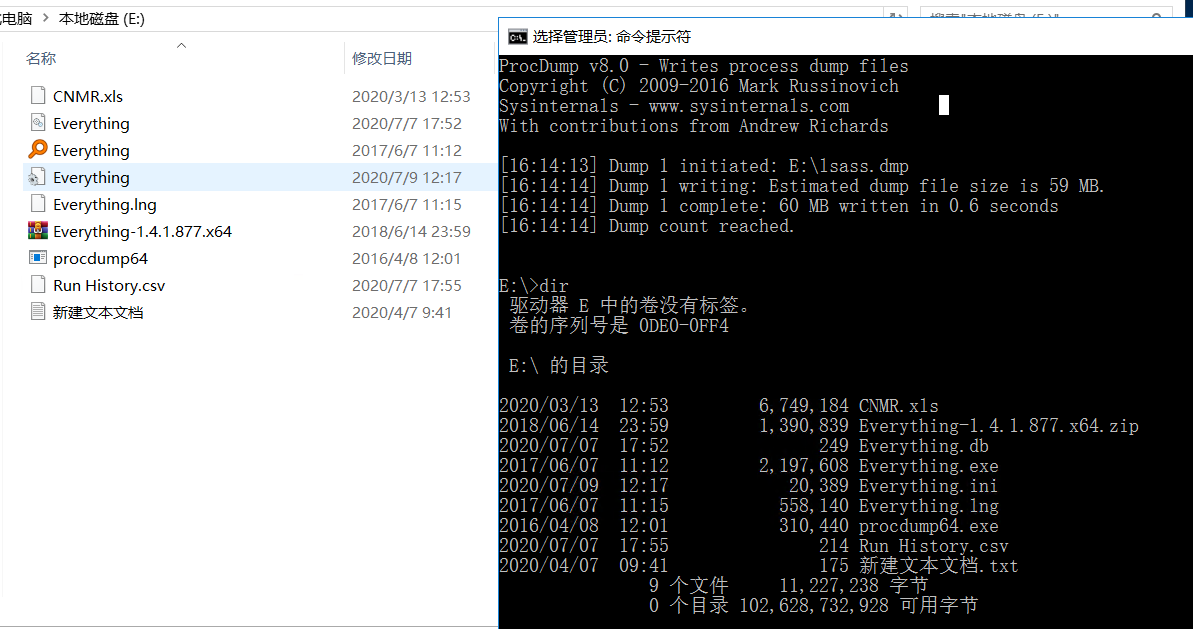 电脑 > 本地磁盘 (E:)
名称 修改日期
CNMR.xls 2020/3/13 12:53
Everything 2020/7/7 17:52
Everything 2017/6/7 11:12
Everything 2020/7/9 12:17
Everything.lng 2017/6/7 11:15
Everything-1.4.1.877.x64 2018/6/14 23:59
procdump64 2016/4/8 12:01
Run History.csv 2020/7/7 17:55
新建文本文档 2020/4/7 9:41
选择管理员: 命令提示符
ProcDump v8.0 - Writes process dump files
Copyright (C) 2009-2016 Mark Russinovich
Sysinternals - www.sysinternals.com
With contributions from Andrew Richards
[16:14:13] Dump 1 initiated: E:\lsass.dmp
[16:14:14] Dump 1 writing: Estimated dump file size is 59 MB.
[16:14:14] Dump 1 complete: 60 MB written in 0.6 seconds
[16:14:14] Dump count reached.
E:\>dir
驱动器 E 中的卷没有标签。
卷的序列号是 0DE0-0FF4
E:\ 的目录
2020/03/13 12:53 6,749,184 CNMR.xls
2018/06/14 23:59 1,390,839 Everything-1.4.1.877.x64.zip
2020/07/07 17:52 249 Everything.db
2017/06/07 11:12 2,197,608 Everything.exe
2020/07/09 12:17 20,389 Everything.ini
2017/06/07 11:15 558,140 Everything.lng
2016/04/08 12:01 310,440 procdump64.exe
2020/07/07 17:55 214 Run History.csv
2020/04/07 09:41 175 新建文本文档.txt
9 个文件 11,227,238 字节
0 个目录 102,628,732,928 可用字节